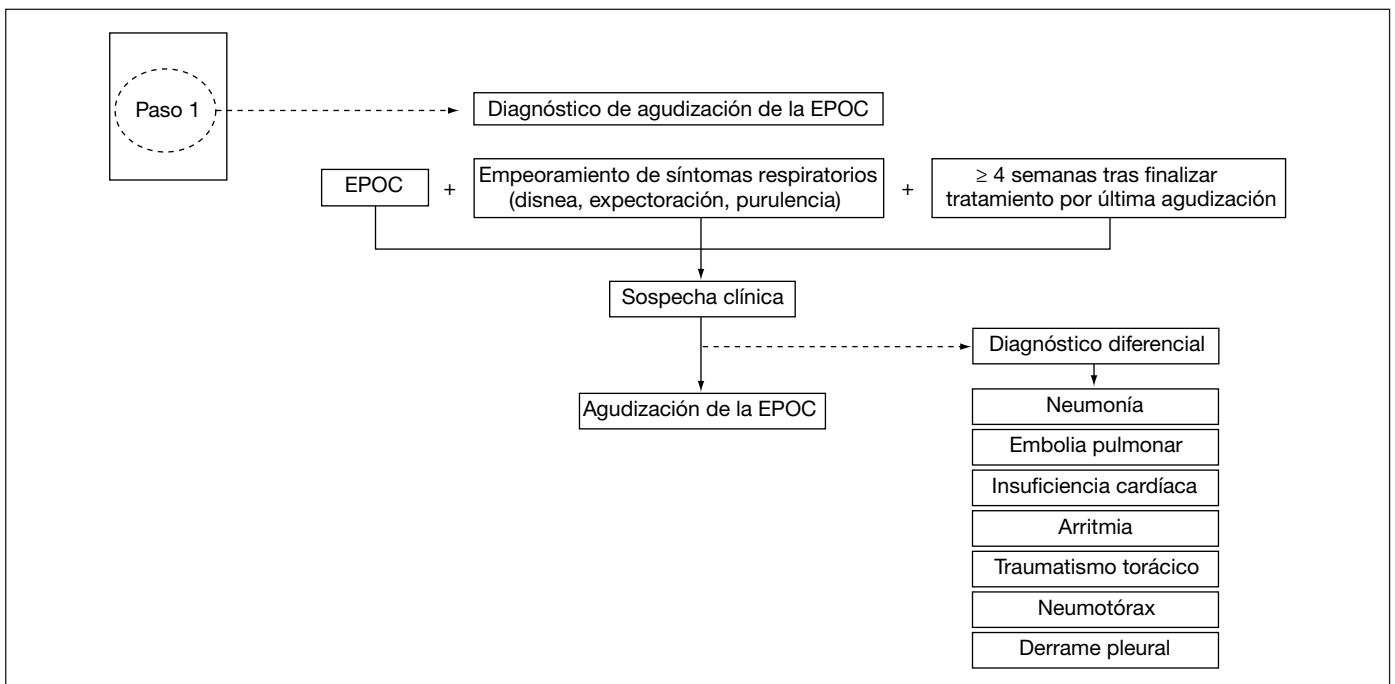 Paso 1
Diagnóstico de agudización de la EPOC
EPOC
+
Empeoramiento de síntomas respiratorios
(disnea, expectoración, purulencia)
+
≥ 4 semanas tras finalizar
tratamiento por última agudización
Sospecha clínica
Diagnóstico diferencial
Agudización de la EPOC
Neumonía
Embolia pulmonar
Insuficiencia cardíaca
Arritmia
Traumatismo torácico
Neumotórax
Derrame pleural